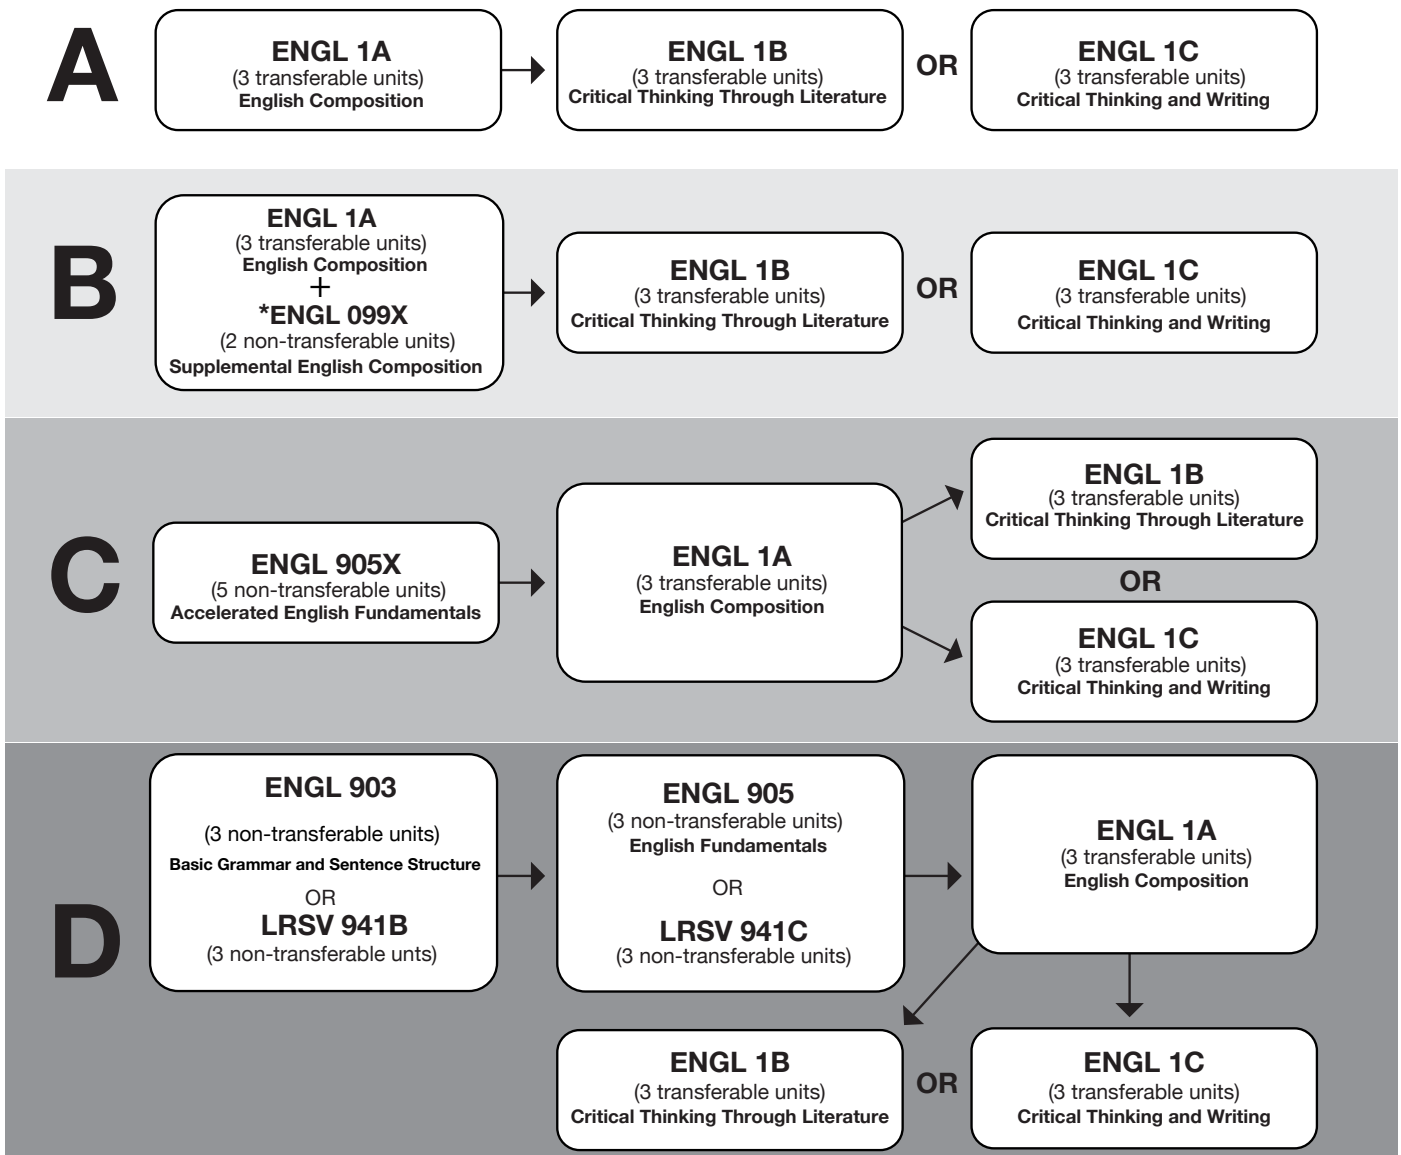 A
ENGL 1A
(3 transferable units)
English Composition
ENGL 1B
(3 transferable units)
Critical Thinking Through Literature
OR
ENGL 1C
(3 transferable units)
Critical Thinking and Writing
B
ENGL 1A
(3 transferable units)
English Composition
+
*ENGL 099X
(2 non-transferable units)
Supplemental English Composition
ENGL 1B
(3 transferable units)
Critical Thinking Through Literature
OR
ENGL 1C
(3 transferable units)
Critical Thinking and Writing
C
ENGL 905X
(5 non-transferable units)
Accelerated English Fundamentals
ENGL 1A
(3 transferable units)
English Composition
ENGL 1B
(3 transferable units)
Critical Thinking Through Literature
OR
ENGL 1C
(3 transferable units)
Critical Thinking and Writing
D
ENGL 903
(3 non-transferable units)
Basic Grammar and Sentence Structure
OR
LRSV 941B
(3 non-transferable unts)
ENGL 905
(3 non-transferable units)
English Fundamentals
OR
LRSV 941C
(3 non-transferable units)
ENGL 1A
(3 transferable units)
English Composition
ENGL 1B
(3 transferable units)
Critical Thinking Through Literature
OR
ENGL 1C
(3 transferable units)
Critical Thinking and Writing